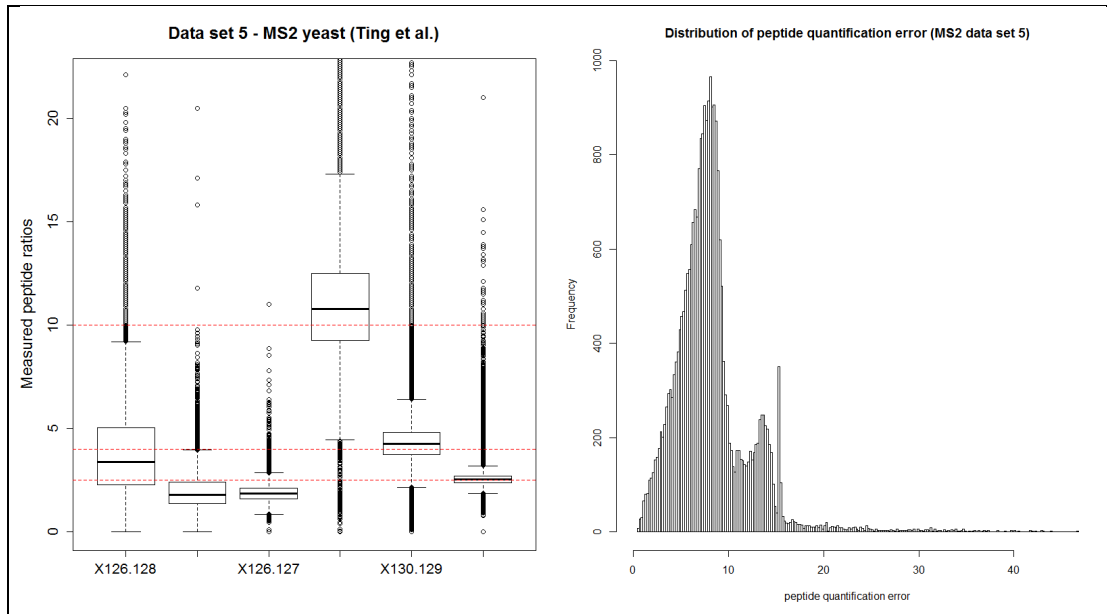 Data set 5 - MS2 yeast (Ting et al.)
Measured peptide ratios
20
15
10
5
0
X126.128
X126.127
X130.129
Distribution of peptide quantification error (MS2 data set 5)
Frequency
1000
800
600
400
200
0
0
10
20
30
40
peptide quantification error